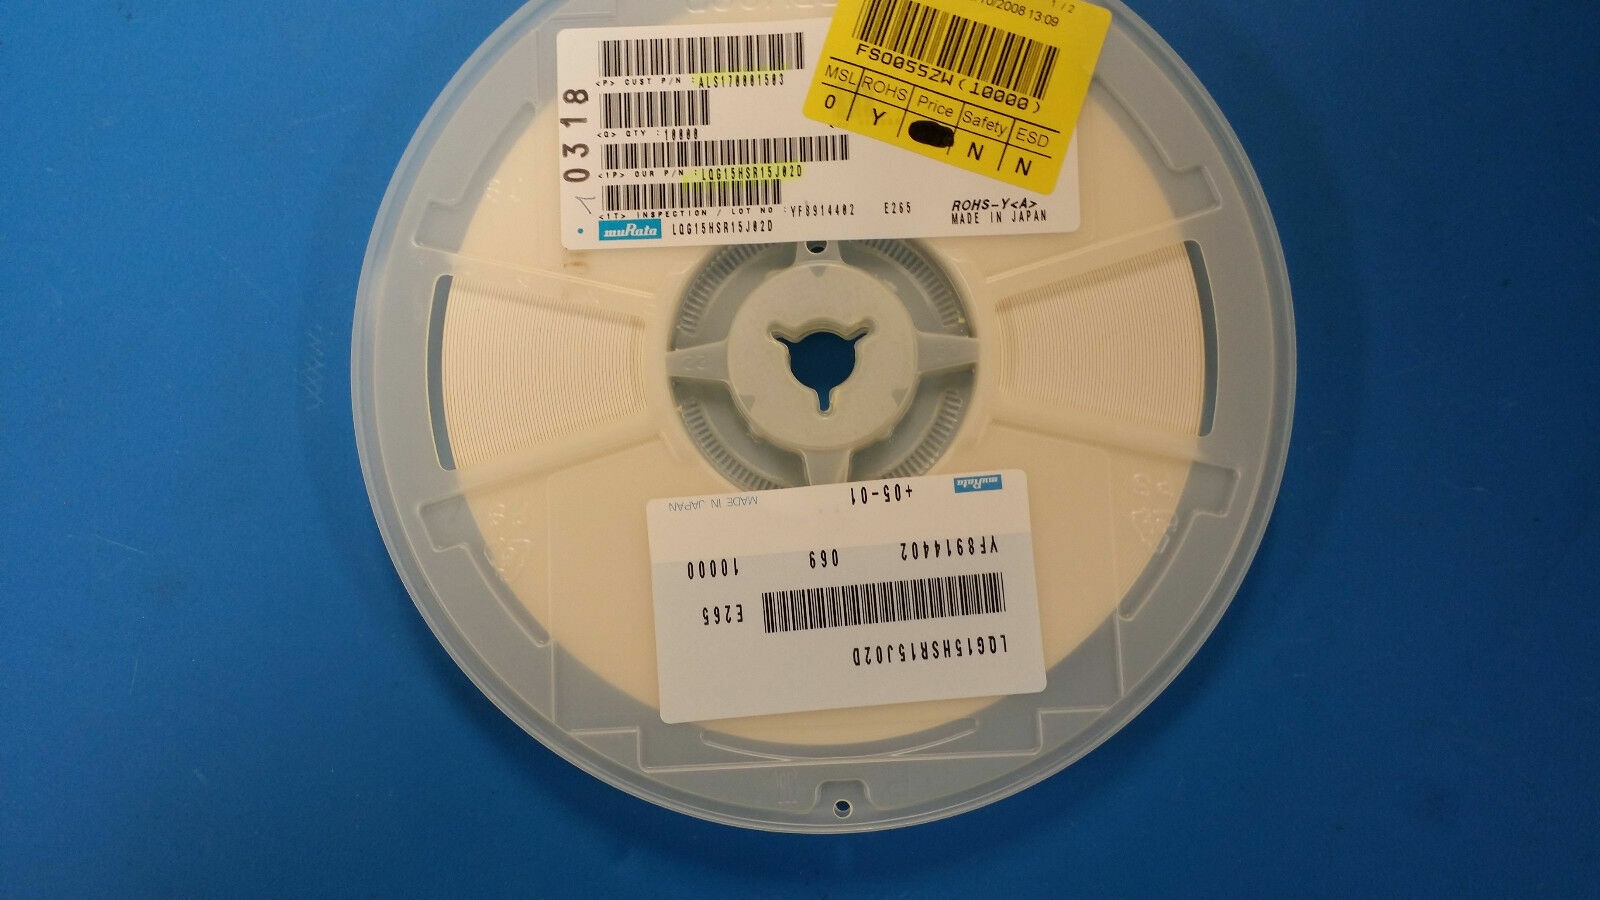 <P> CUST P/N :ALS170001503
<Q> QTY :10000
<1P> OUR P/N :LQG15HSR15J02D
<1T> INSPECTION / LOT NO :YF8914402 E265
ROHS-Y<A>
MADE IN JAPAN
muRata LQG15HSR15J02D
0318
1/2
/10/2008 13:09
FS00552W(10000)
MSL ROHS Price Safety ESD
0 Y N N
muRata
+05-01
MADE IN JAPAN
YF8914402 069 10000
E265
LQG15HSR15J02D